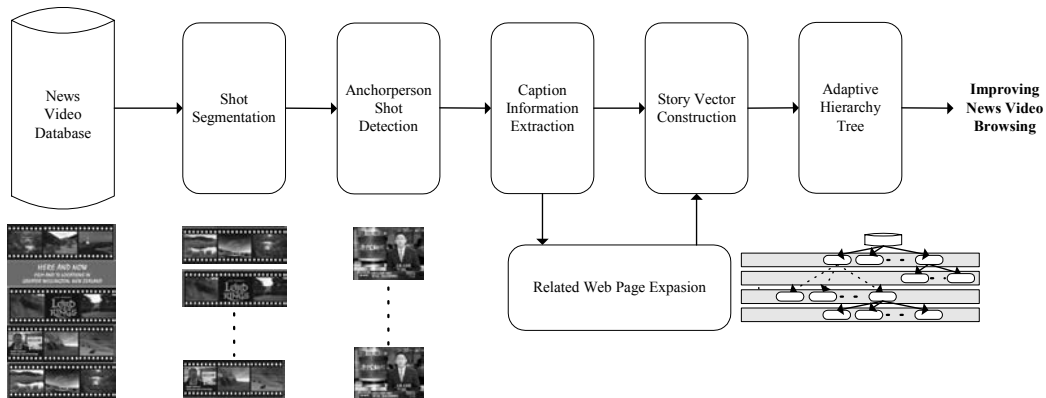 News
Video
Database
Shot
Segmentation
Anchorperson
Shot
Detection
Caption
Information
Extraction
Story Vector
Construction
Adaptive
Hierarchy
Tree
Improving
News Video
Browsing
Related Web Page Expasion
HERE AND NOW